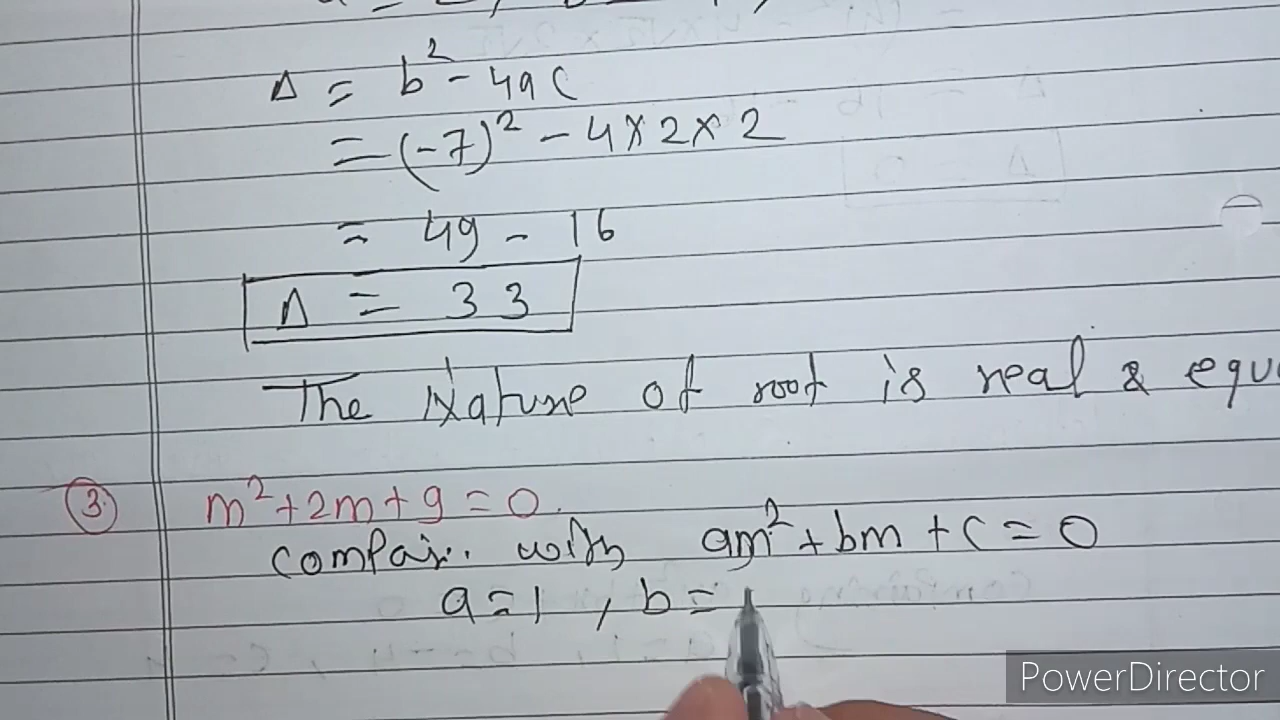 Δ = b² - 4ac
= (-7)² - 4 × 2 × 2
= 49 - 16
Δ = 33
The Nature of root is real & equ
③ m² + 2m + 9 = 0.
compair. with am² + bm + c = 0
a = 1 , b =
PowerDirector